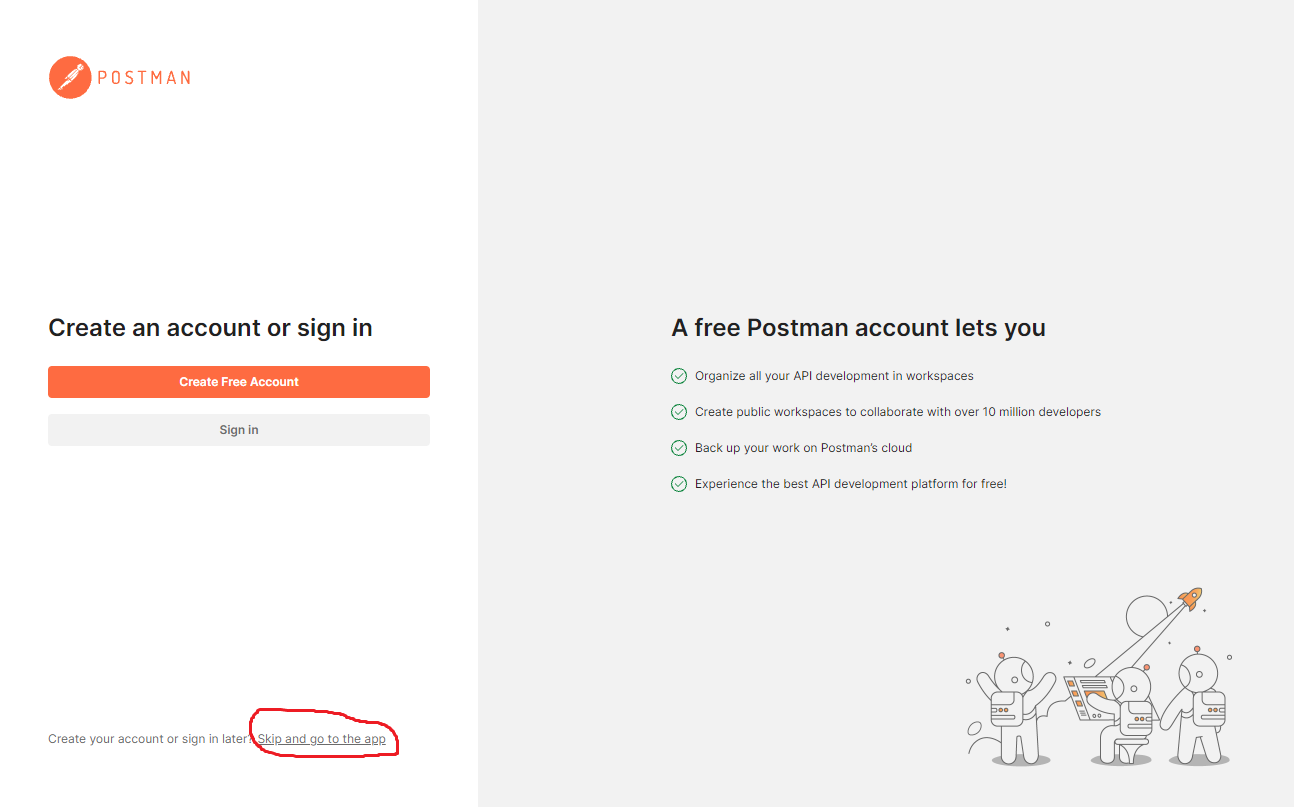 POSTMAN
Create an account or sign in
Create Free Account
Sign in
Create your account or sign in later? Skip and go to the app
A free Postman account lets you
Organize all your API development in workspaces
Create public workspaces to collaborate with over 10 million developers
Back up your work on Postman's cloud
Experience the best API development platform for free!